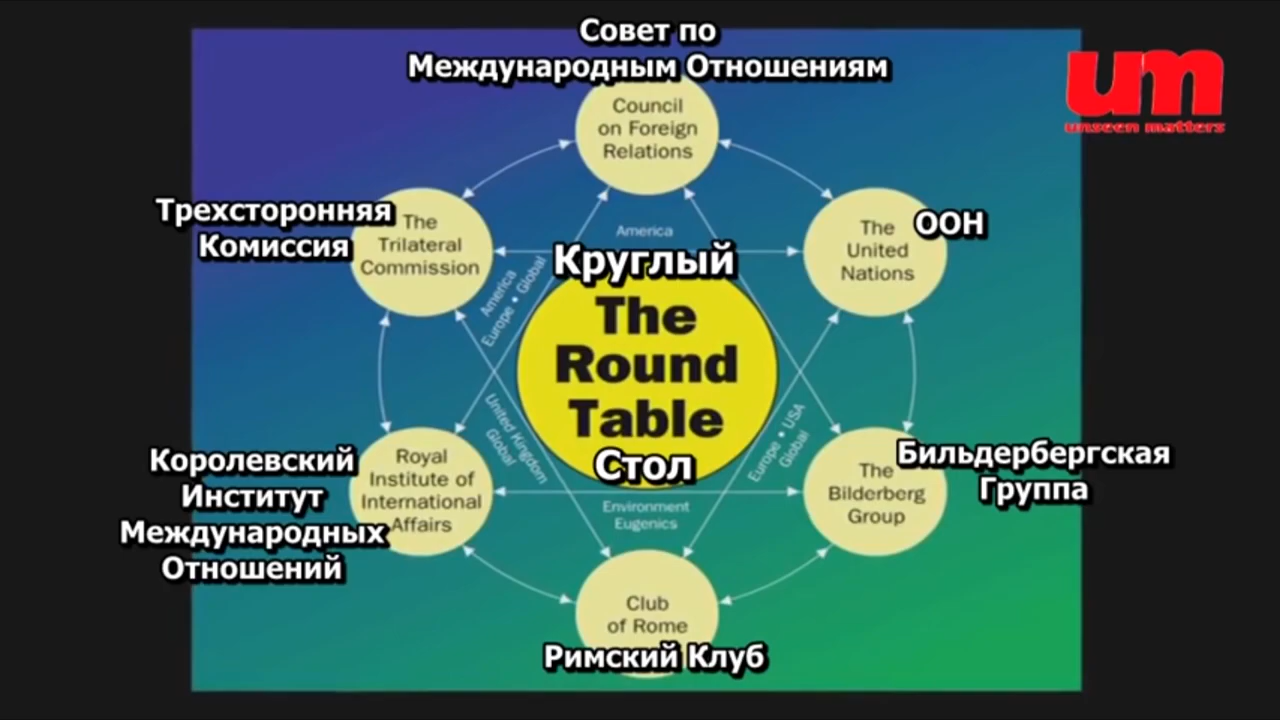 Совет по
Международным Отношениям
Council
on Foreign
Relations
um
unseen matters
Трехсторонняя
Комиссия
The
Trilateral
Commission
America
The
United
Nations
ООН
America
Europe • Global
Круглый
The
Round
Table
Стол
United Kingdom
Global
Europe • USA
Global
Королевский
Институт
Международных
Отношений
Royal
Institute of
International
Affairs
Environment
Eugenics
The
Bilderberg
Group
Бильдербергская
Группа
Club
of Rome
Римский Клуб